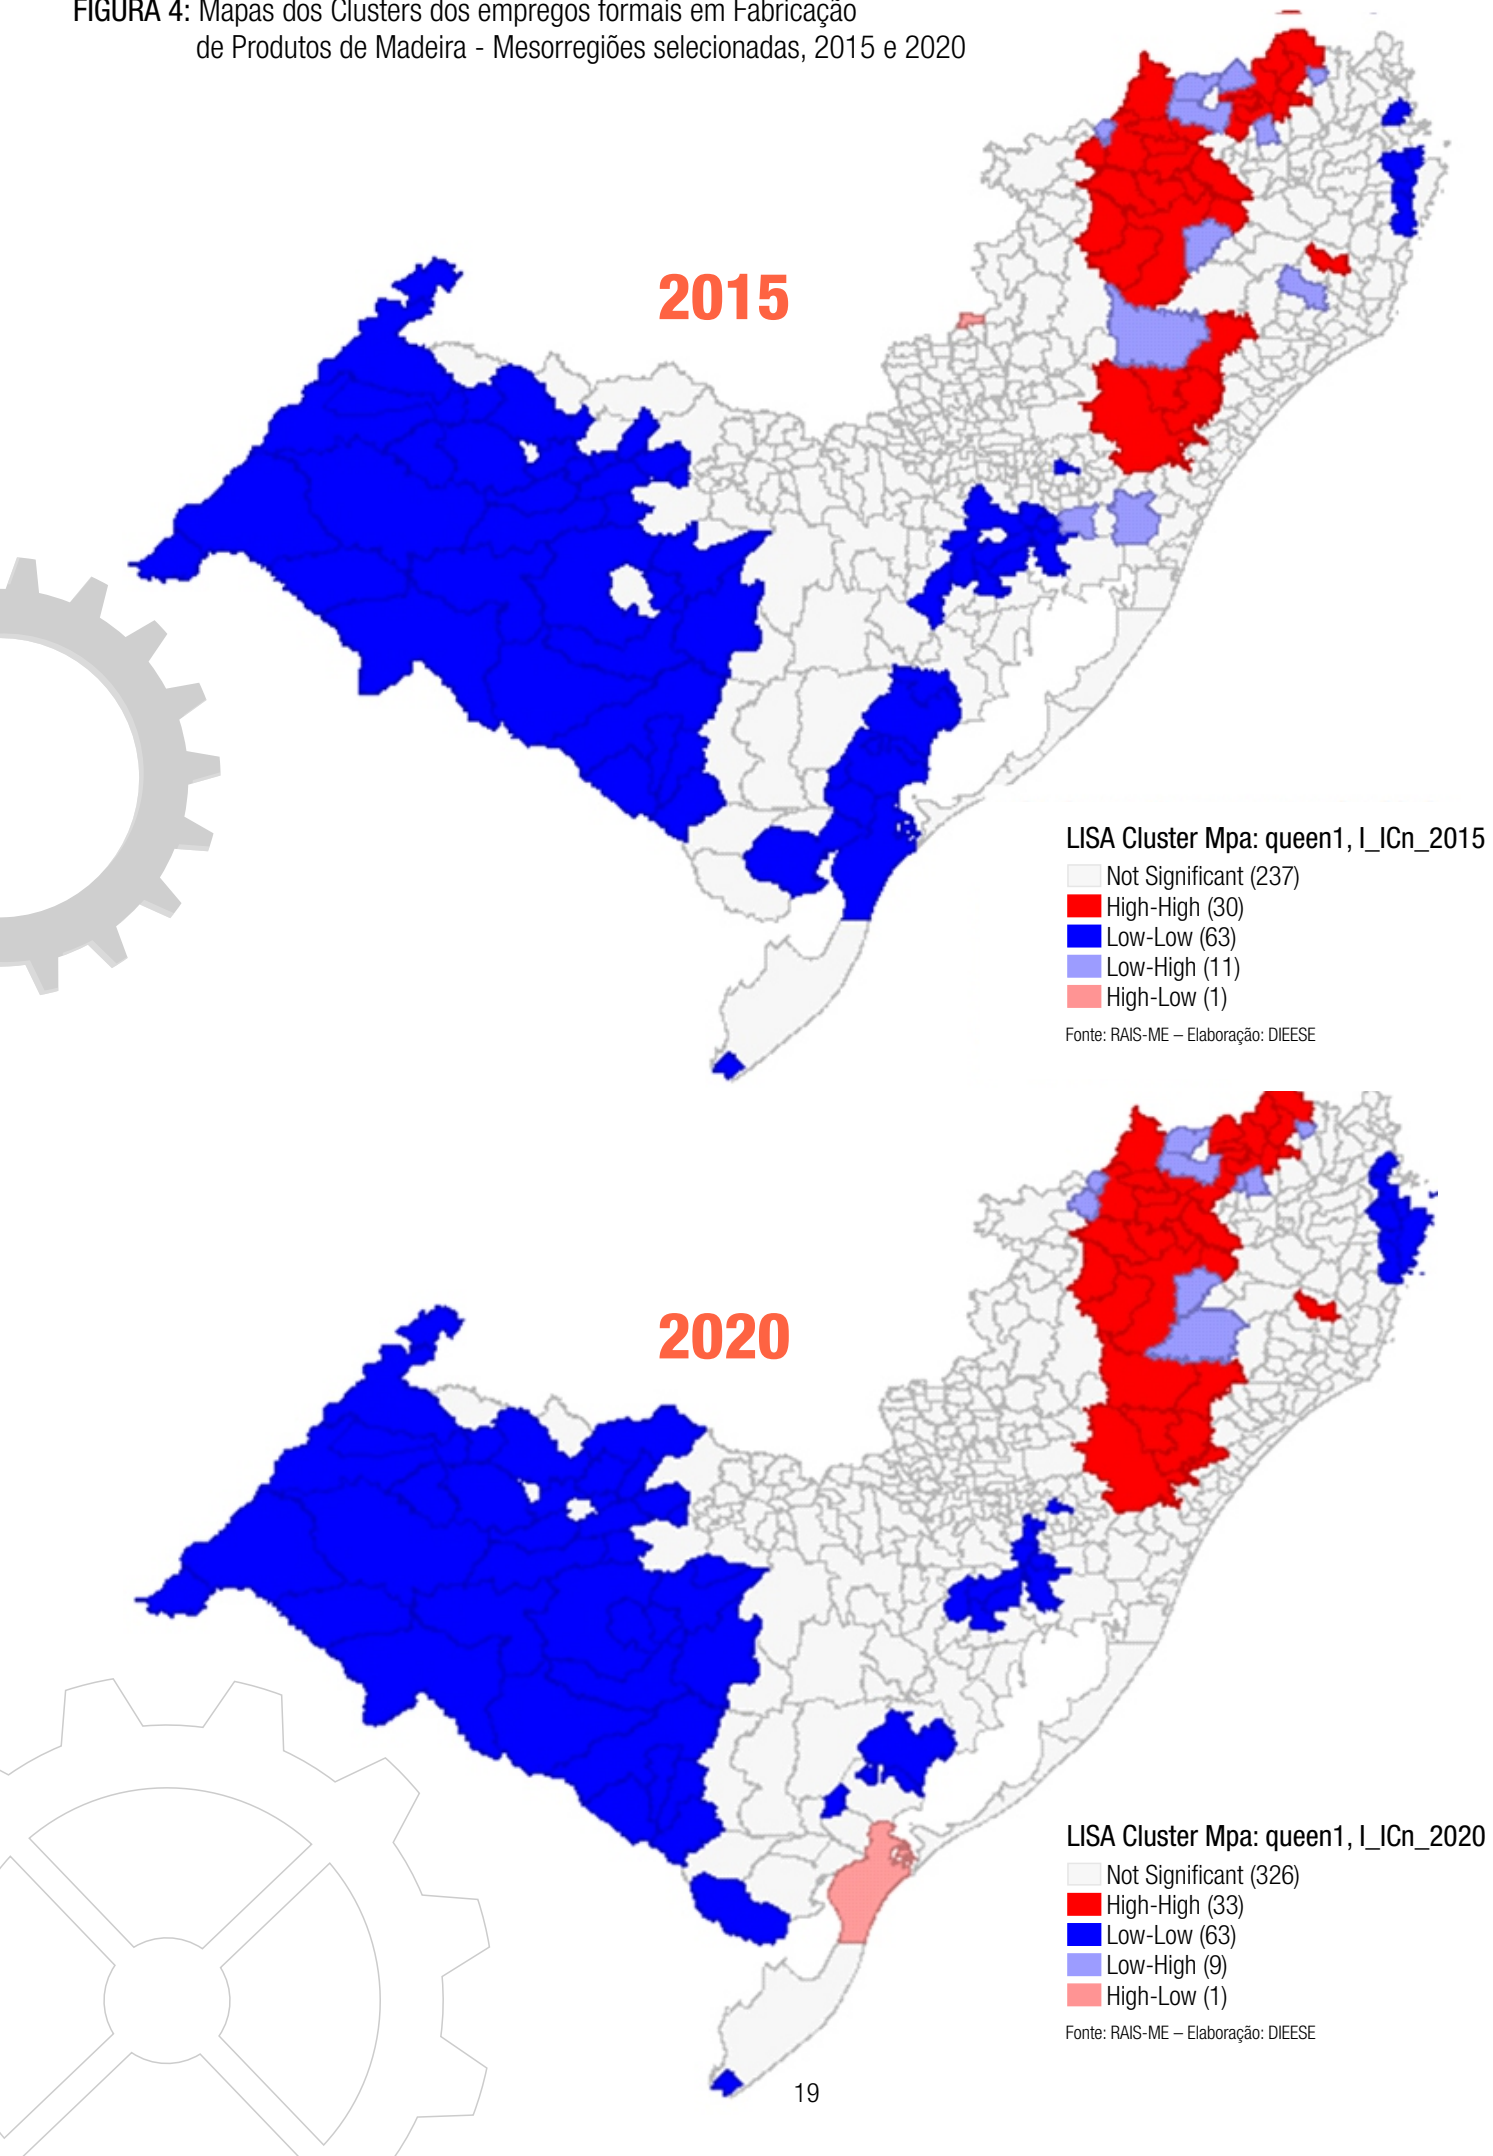 FIGURA 4: Mapas dos Clusters dos empregos formais em Fabricação
de Produtos de Madeira - Mesorregiões selecionadas, 2015 e 2020
2015
LISA Cluster Mpa: queen1, I_ICn_2015
Not Significant (237)
High-High (30)
Low-Low (63)
Low-High (11)
High-Low (1)
Fonte: RAIS-ME – Elaboração: DIEESE
2020
LISA Cluster Mpa: queen1, I_ICn_2020
Not Significant (326)
High-High (33)
Low-Low (63)
Low-High (9)
High-Low (1)
Fonte: RAIS-ME – Elaboração: DIEESE
19